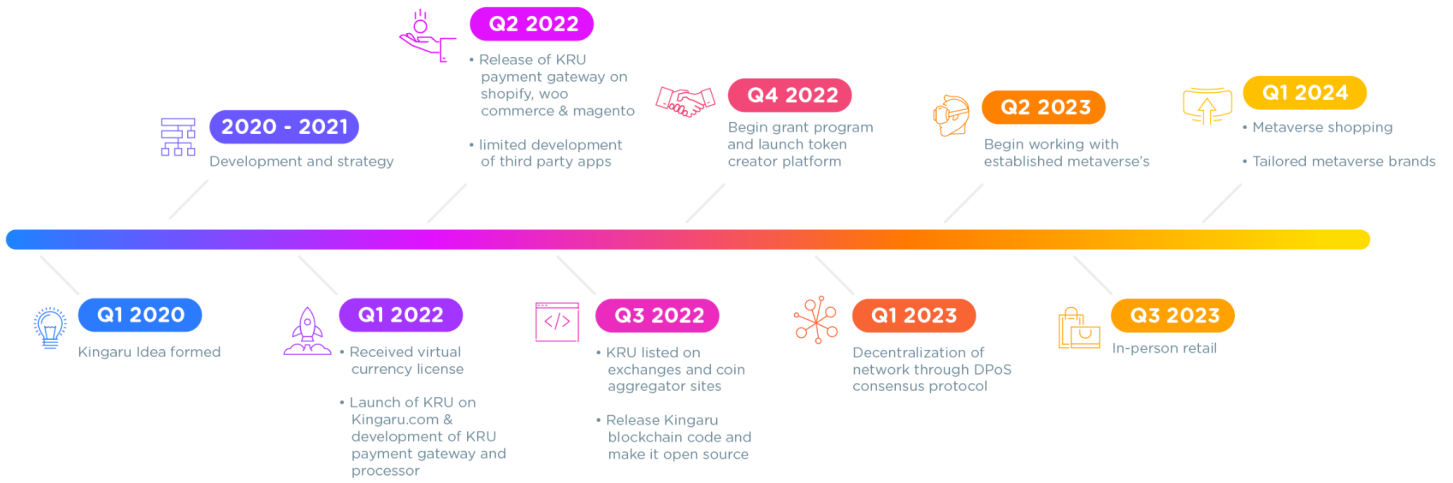 Q2 2022
• Release of KRU
payment gateway on
shopify, woo
commerce & magento
• limited development
of third party apps
Q4 2022
Begin grant program
and launch token
creator platform
Q2 2023
Begin working with
established metaverse's
Q1 2024
• Metaverse shopping
• Tailored metaverse brands
2020 - 2021
Development and strategy
Q1 2020
Kingaru Idea formed
Q1 2022
• Received virtual
currency license
• Launch of KRU on
Kingaru.com &
development of KRU
payment gateway and
processor
</>
Q3 2022
• KRU listed on
exchanges and coin
aggregator sites
• Release Kingaru
blockchain code and
make it open source
Q1 2023
Decentralization of
network through DPoS
consensus protocol
Q3 2023
In-person retail